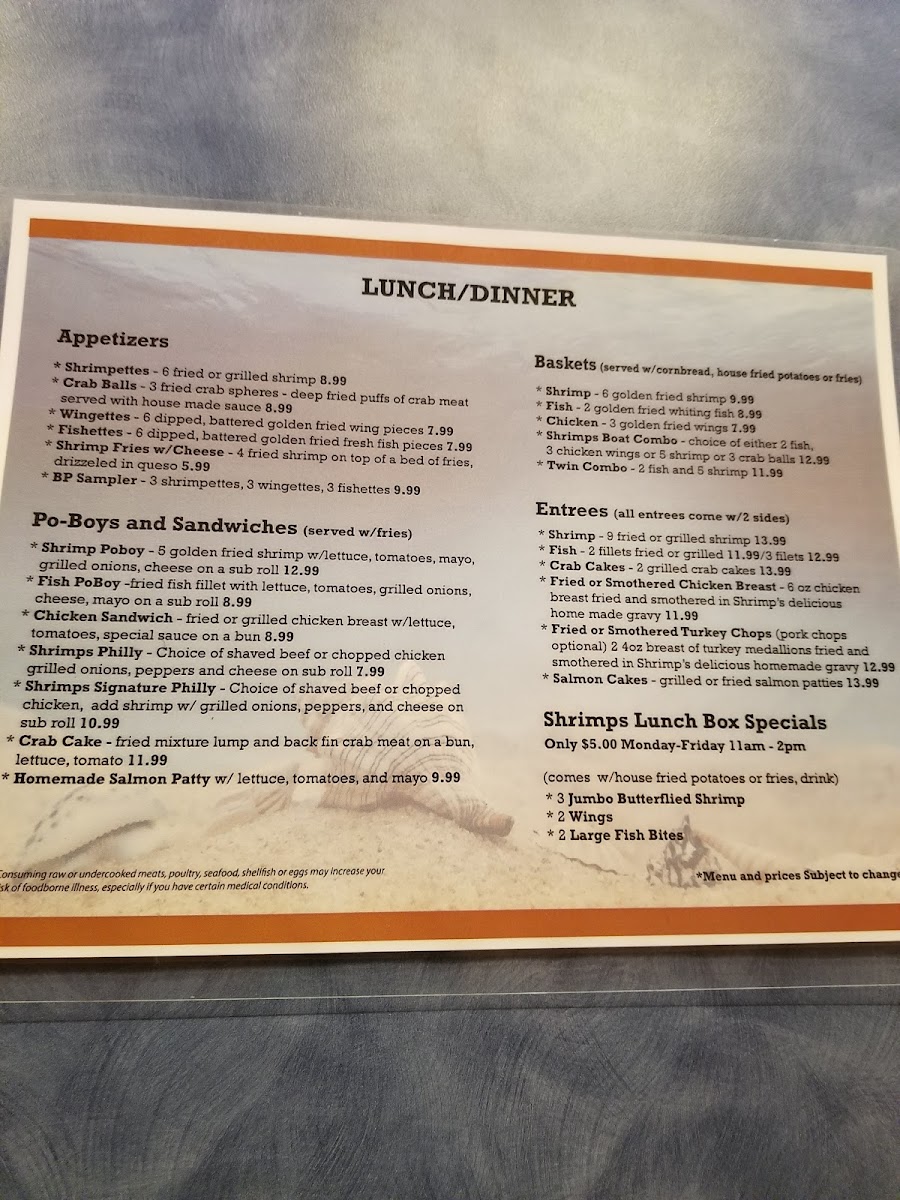 LUNCH/DINNER
Appetizers
* Shrimpettes - 6 fried or grilled shrimp 8.99
* Crab Balls - 3 fried crab spheres - deep fried puffs of crab meat
served with house made sauce 8.99
* Wingettes - 6 dipped, battered golden fried wing pieces 7.99
* Fishettes - 6 dipped, battered golden fried fresh fish pieces 7.99
* Shrimp Fries w/Cheese - 4 fried shrimp on top of a bed of fries,
drizzeled in queso 5.99
* BP Sampler - 3 shrimpettes, 3 wingettes, 3 fishettes 9.99
Po-Boys and Sandwiches (served w/fries)
* Shrimp Poboy - 5 golden fried shrimp w/lettuce, tomatoes, mayo,
grilled onions, cheese on a sub roll 12.99
* Fish PoBoy -fried fish fillet with lettuce, tomatoes, grilled onions,
cheese, mayo on a sub roll 8.99
* Chicken Sandwich - fried or grilled chicken breast w/lettuce,
tomatoes, special sauce on a bun 8.99
* Shrimps Philly - Choice of shaved beef or chopped chicken
grilled onions, peppers and cheese on sub roll 7.99
* Shrimps Signature Philly - Choice of shaved beef or chopped
chicken, add shrimp w/ grilled onions, peppers, and cheese on
sub roll 10.99
* Crab Cake - fried mixture lump and back fin crab meat on a bun,
lettuce, tomato 11.99
* Homemade Salmon Patty w/ lettuce, tomatoes, and mayo 9.99
Consuming raw or undercooked meats, poultry, seafood, shellfish or eggs may increase your
sk of foodborne illness, especially if you have certain medical conditions.
Baskets (served w/cornbread, house fried potatoes or fries)
* Shrimp - 6 golden fried shrimp 9.99
* Fish - 2 golden fried whiting fish 8.99
* Chicken - 3 golden fried wings 7.99
* Shrimps Boat Combo - choice of either 2 fish,
3 chicken wings or 5 shrimp or 3 crab balls 12.99
* Twin Combo - 2 fish and 5 shrimp 11.99
Entrees (all entrees come w/2 sides)
* Shrimp - 9 fried or grilled shrimp 13.99
* Fish - 2 fillets fried or grilled 11.99/3 filets 12.99
* Crab Cakes - 2 grilled crab cakes 13.99
* Fried or Smothered Chicken Breast - 6 oz chicken
breast fried and smothered in Shrimp's delicious
home made gravy 11.99
* Fried or Smothered Turkey Chops (pork chops
optional) 2 4oz breast of turkey medallions fried and
smothered in Shrimp's delicious homemade gravy 12.99
* Salmon Cakes - grilled or fried salmon patties 13.99
Shrimps Lunch Box Specials
Only $5.00 Monday-Friday 11am - 2pm
(comes w/house fried potatoes or fries, drink)
* 3 Jumbo Butterflied Shrimp
* 2 Wings
* 2 Large Fish Bites
*Menu and prices Subject to change